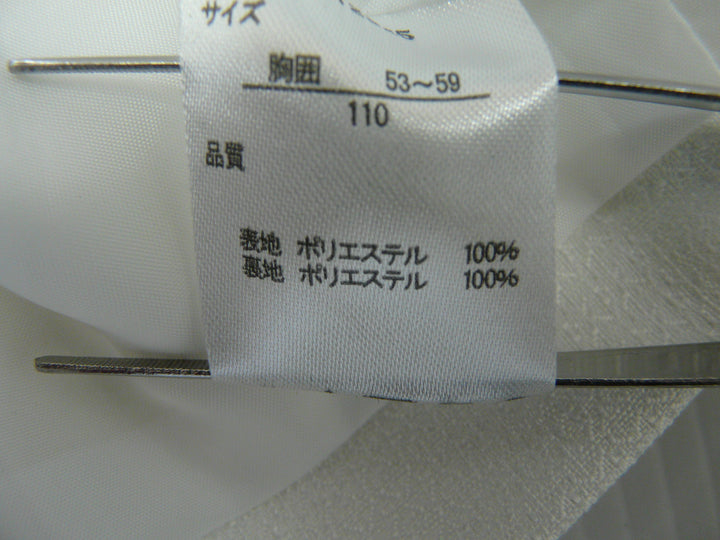 サイズ
胸囲 53～59
110
品質
表地 ポリエステル 100%
裏地 ポリエステル 100%